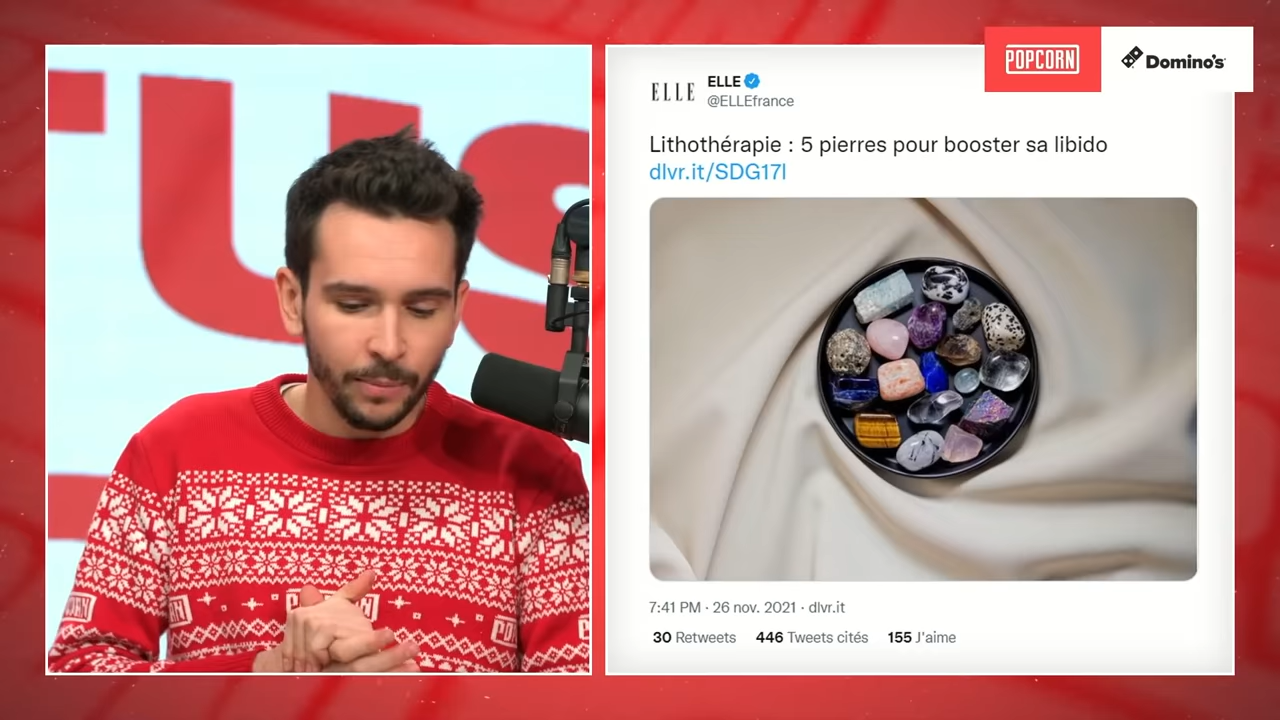 POPCORN
Domino's
ELLE
ELLE
@ELLEfrance
Lithothérapie : 5 pierres pour booster sa libido
dlvr.it/SDG17l
7:41 PM · 26 nov. 2021 · dlvr.it
30 Retweets 446 Tweets cités 155 J'aime